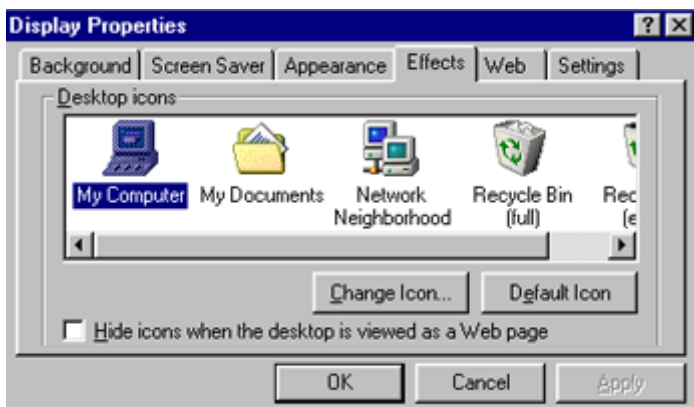 Display Properties
Background Screen Saver Appearance Effects Web Settings
Desktop icons
My Computer My Documents Network Neighborhood Recycle Bin (full) Rec (e
Change Icon... Default Icon
Hide icons when the desktop is viewed as a Web page
OK Cancel Apply